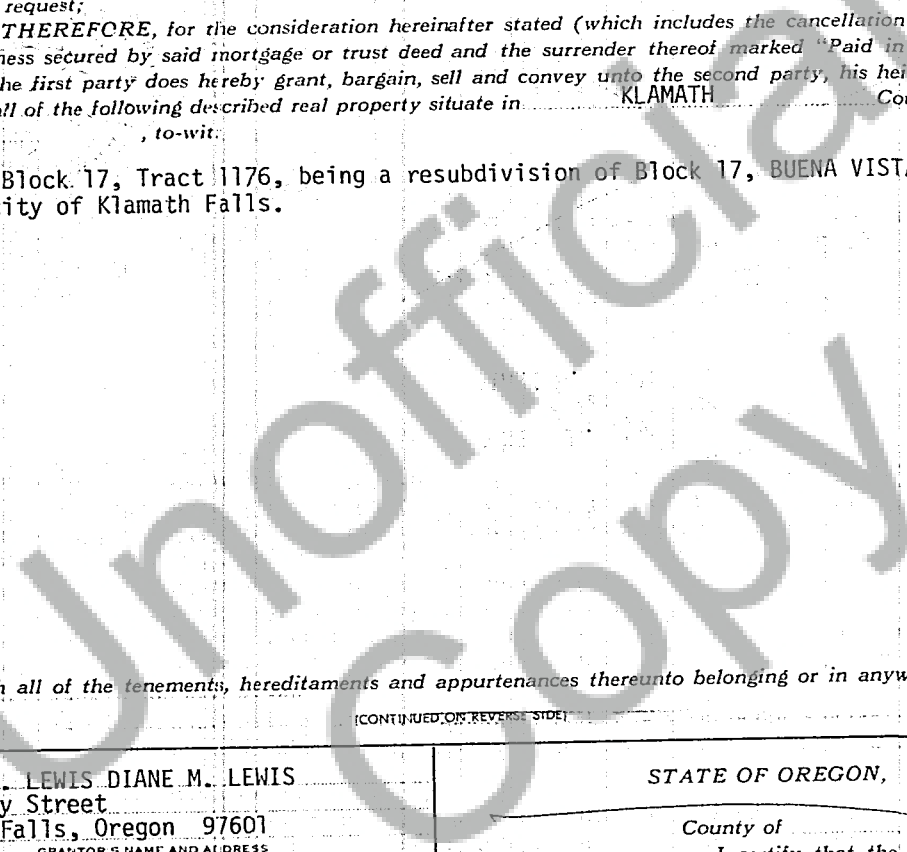 request;
THEREFORE, for the consideration hereinafter stated (which includes the cancellation
ness secured by said mortgage or trust deed and the surrender thereof marked "Paid in
he first party does hereby grant, bargain, sell and convey unto the second party, his hei
ll of the following described real property situate in KLAMATH Cou
, to-wit:
Block 17, Tract 1176, being a resubdivision of Block 17, BUENA VISTA
ity of Klamath Falls.
Unofficial
Copy
all of the tenements, hereditaments and appurtenances thereunto belonging or in anyw
(CONTINUED ON REVERSE SIDE)
. LEWIS DIANE M. LEWIS
y Street
Falls, Oregon 97601
GRANTOR'S NAME AND ADDRESS
STATE OF OREGON,
County of
I certify that the